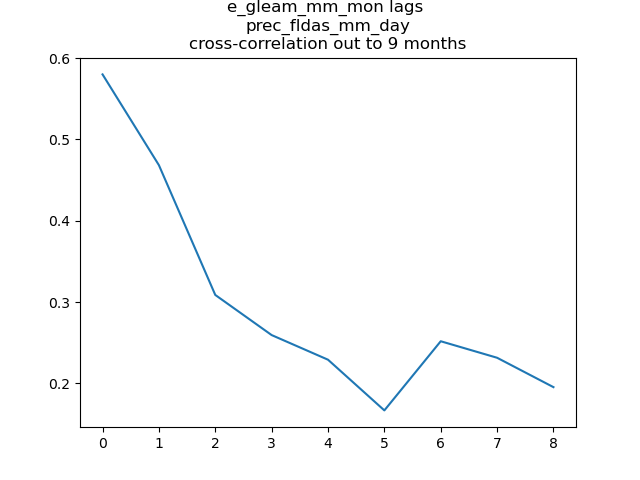 e_gleam_mm_mon lags
prec_fldas_mm_day
cross-correlation out to 9 months
0.6
0.5
0.4
0.3
0.2
0 1 2 3 4 5 6 7 8